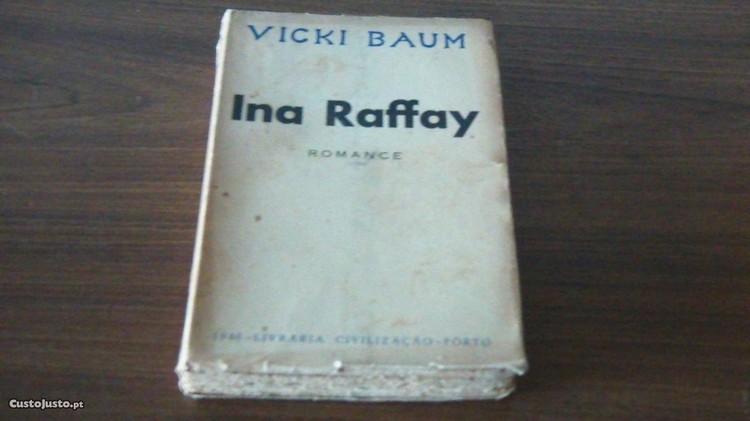 VICKI BAUM
Ina Raffay
ROMANCE
LIVRARIA CIVILIZAÇÃO-PORTO
CustoJusto.pt